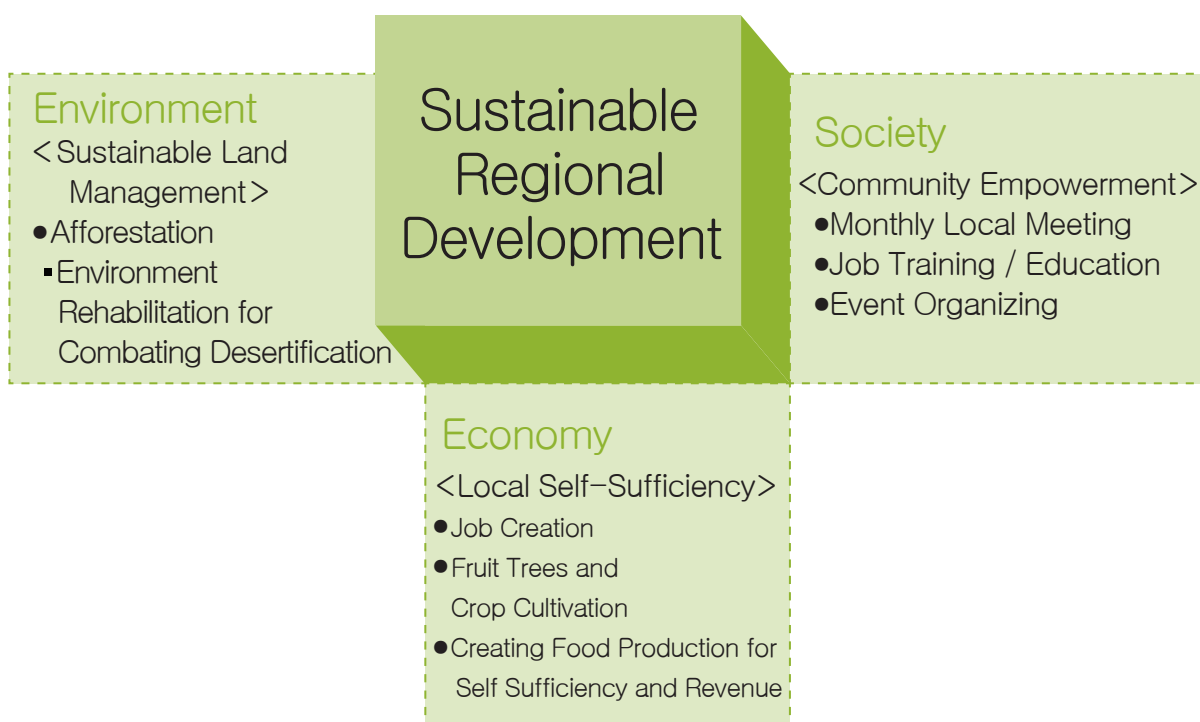 Sustainable
Regional
Development
Environment
<Sustainable Land
Management>
●Afforestation
▪Environment
Rehabilitation for
Combating Desertification
Society
<Community Empowerment>
●Monthly Local Meeting
●Job Training / Education
●Event Organizing
Economy
<Local Self-Sufficiency>
●Job Creation
●Fruit Trees and
Crop Cultivation
●Creating Food Production for
Self Sufficiency and Revenue